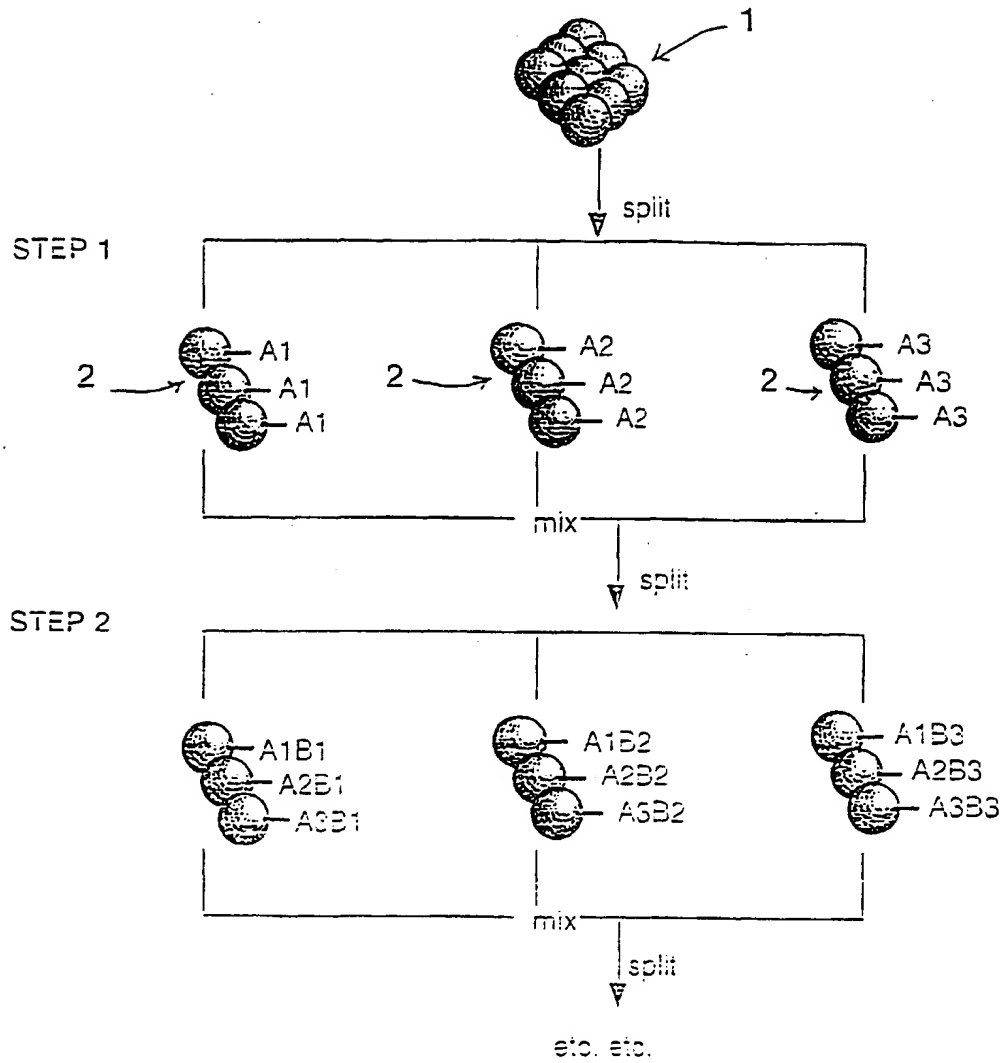 1
split
STEP 1
A1 A2 A3
2 A1 2 A2 2 A3
A1 A2 A3
mix
split
STEP 2
A1B1 A1B2 A1B3
A2B1 A2B2 A2B3
A3B1 A3B2 A3B3
mix
split
etc. etc.